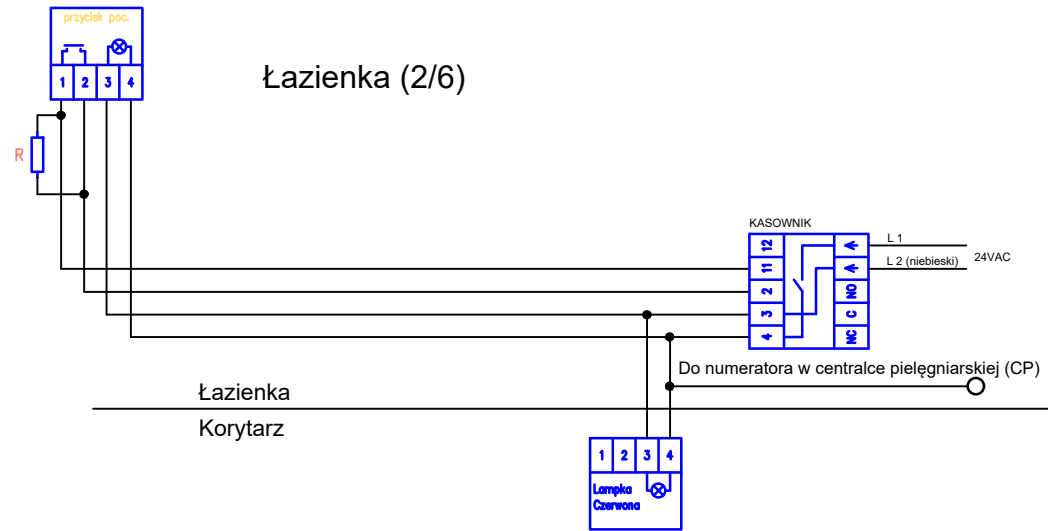 przycisk poc.
1 2 3 4
Łazienka (2/6)
R
KASOWNIK
12
11
2
3
4
NO
C
NC
L 1
L 2 (niebieski)
24VAC
Do numeratora w centralce pielęgniarskiej (CP)
Łazienka
Korytarz
1 2 3 4
Lampka
Czerwona